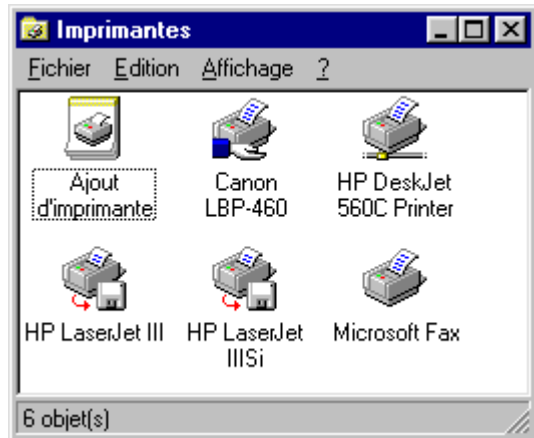 Imprimantes
Fichier Edition Affichage ?
Ajout
d'imprimante
Canon
LBP-460
HP DeskJet
560C Printer
HP LaserJet III
HP LaserJet
IIISi
Microsoft Fax
6 objet(s)